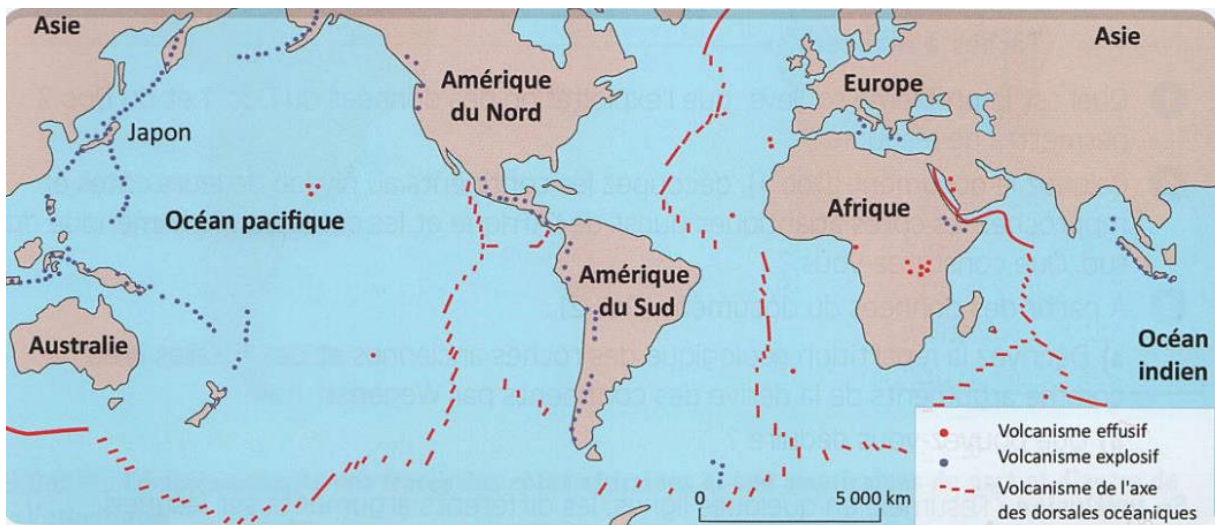 Asie
Asie
Amérique
du Nord
Europe
Japon
Océan pacifique
Afrique
Amérique
du Sud
Australie
Océan
indien
Volcanisme effusif
Volcanisme explosif
Volcanisme de l'axe
des dorsales océaniques
0 5 000 km